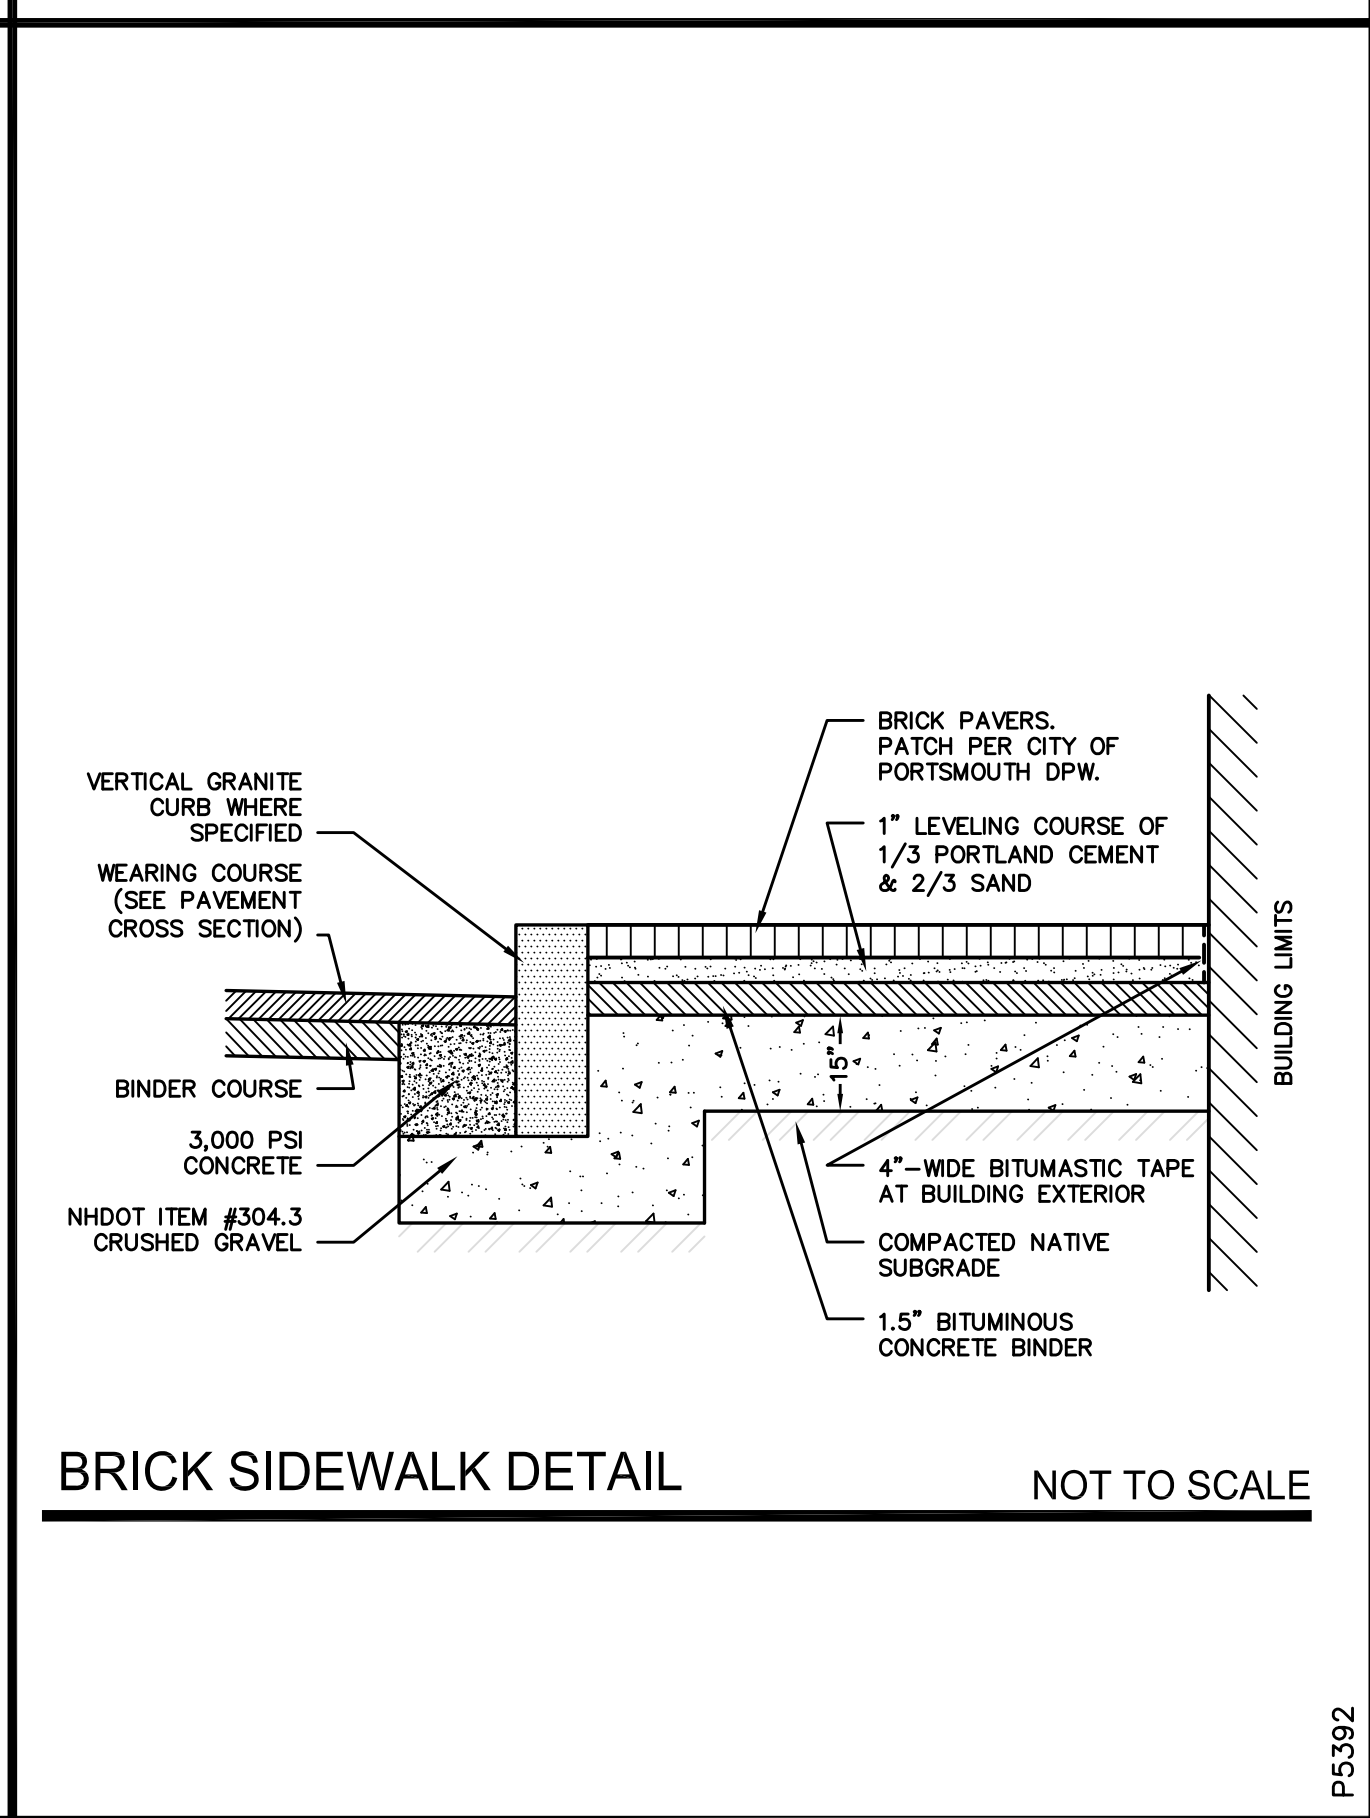 VERTICAL GRANITE
CURB WHERE
SPECIFIED
WEARING COURSE
(SEE PAVEMENT
CROSS SECTION)
BINDER COURSE
3,000 PSI
CONCRETE
NHDOT ITEM #304.3
CRUSHED GRAVEL
BRICK PAVERS.
PATCH PER CITY OF
PORTSMOUTH DPW.
1" LEVELING COURSE OF
1/3 PORTLAND CEMENT
& 2/3 SAND
15"
4"-WIDE BITUMASTIC TAPE
AT BUILDING EXTERIOR
COMPACTED NATIVE
SUBGRADE
1.5" BITUMINOUS
CONCRETE BINDER
BUILDING LIMITS
BRICK SIDEWALK DETAIL
NOT TO SCALE
P5392